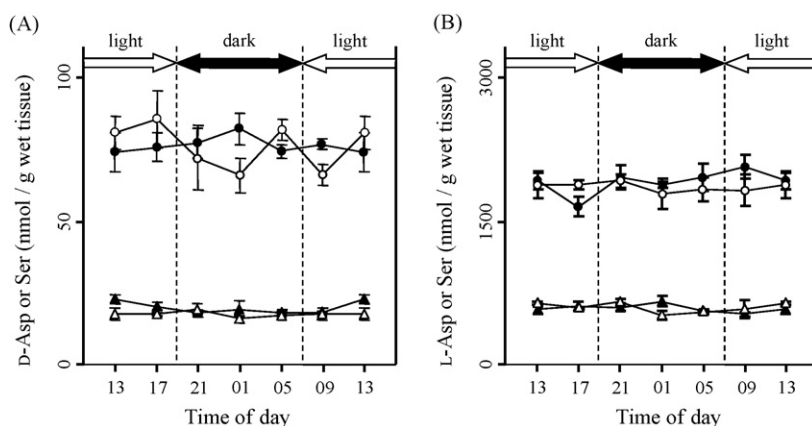 (A)
light dark light
100
50
0
D-Asp or Ser (nmol / g wet tissue)
13 17 21 01 05 09 13
Time of day
(B)
light dark light
3000
1500
0
L-Asp or Ser (nmol / g wet tissue)
13 17 21 01 05 09 13
Time of day